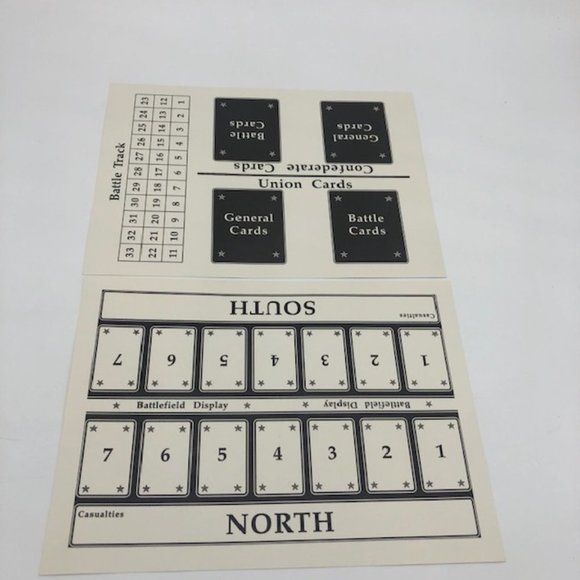 Battle Track
33 32 31 30 29 28 27 26 25 24 23
22 21 20 19 18 17 16 15 14 13 12
11 10 9 8 7 6 5 4 3 2 1
Battle
Cards
General
Cards
Confederate Cards
Union Cards
General
Cards
Battle
Cards
SOUTH
Casualties
7 6 5 4 3 2 1
Battlefield Display
Battlefield Display
7 6 5 4 3 2 1
Casualties
NORTH